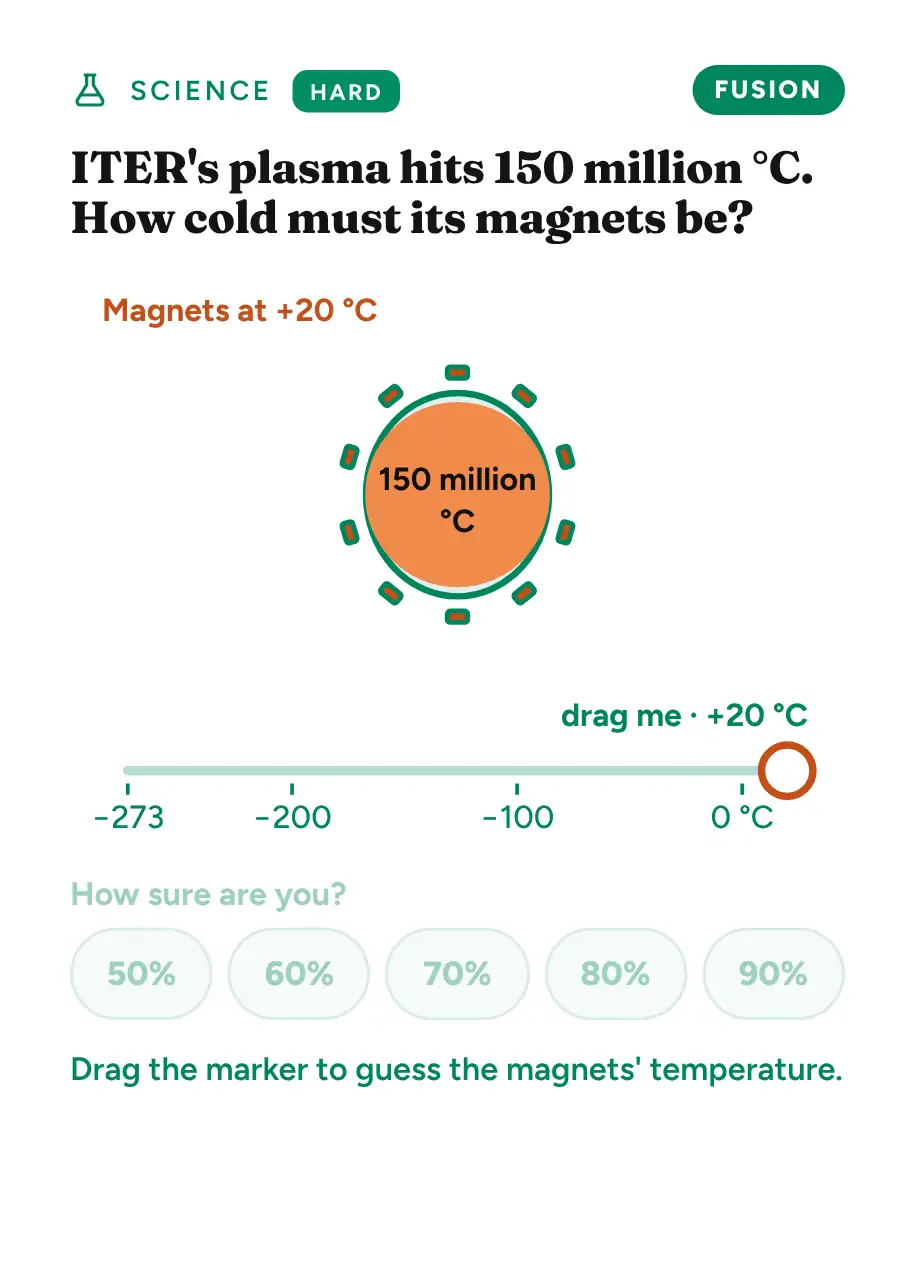 SCIENCE HARD FUSION
ITER's plasma hits 150 million °C.
How cold must its magnets be?
Magnets at +20 °C
150 million
°C
drag me · +20 °C
−273 −200 −100 0 °C
How sure are you?
50% 60% 70% 80% 90%
Drag the marker to guess the magnets' temperature.